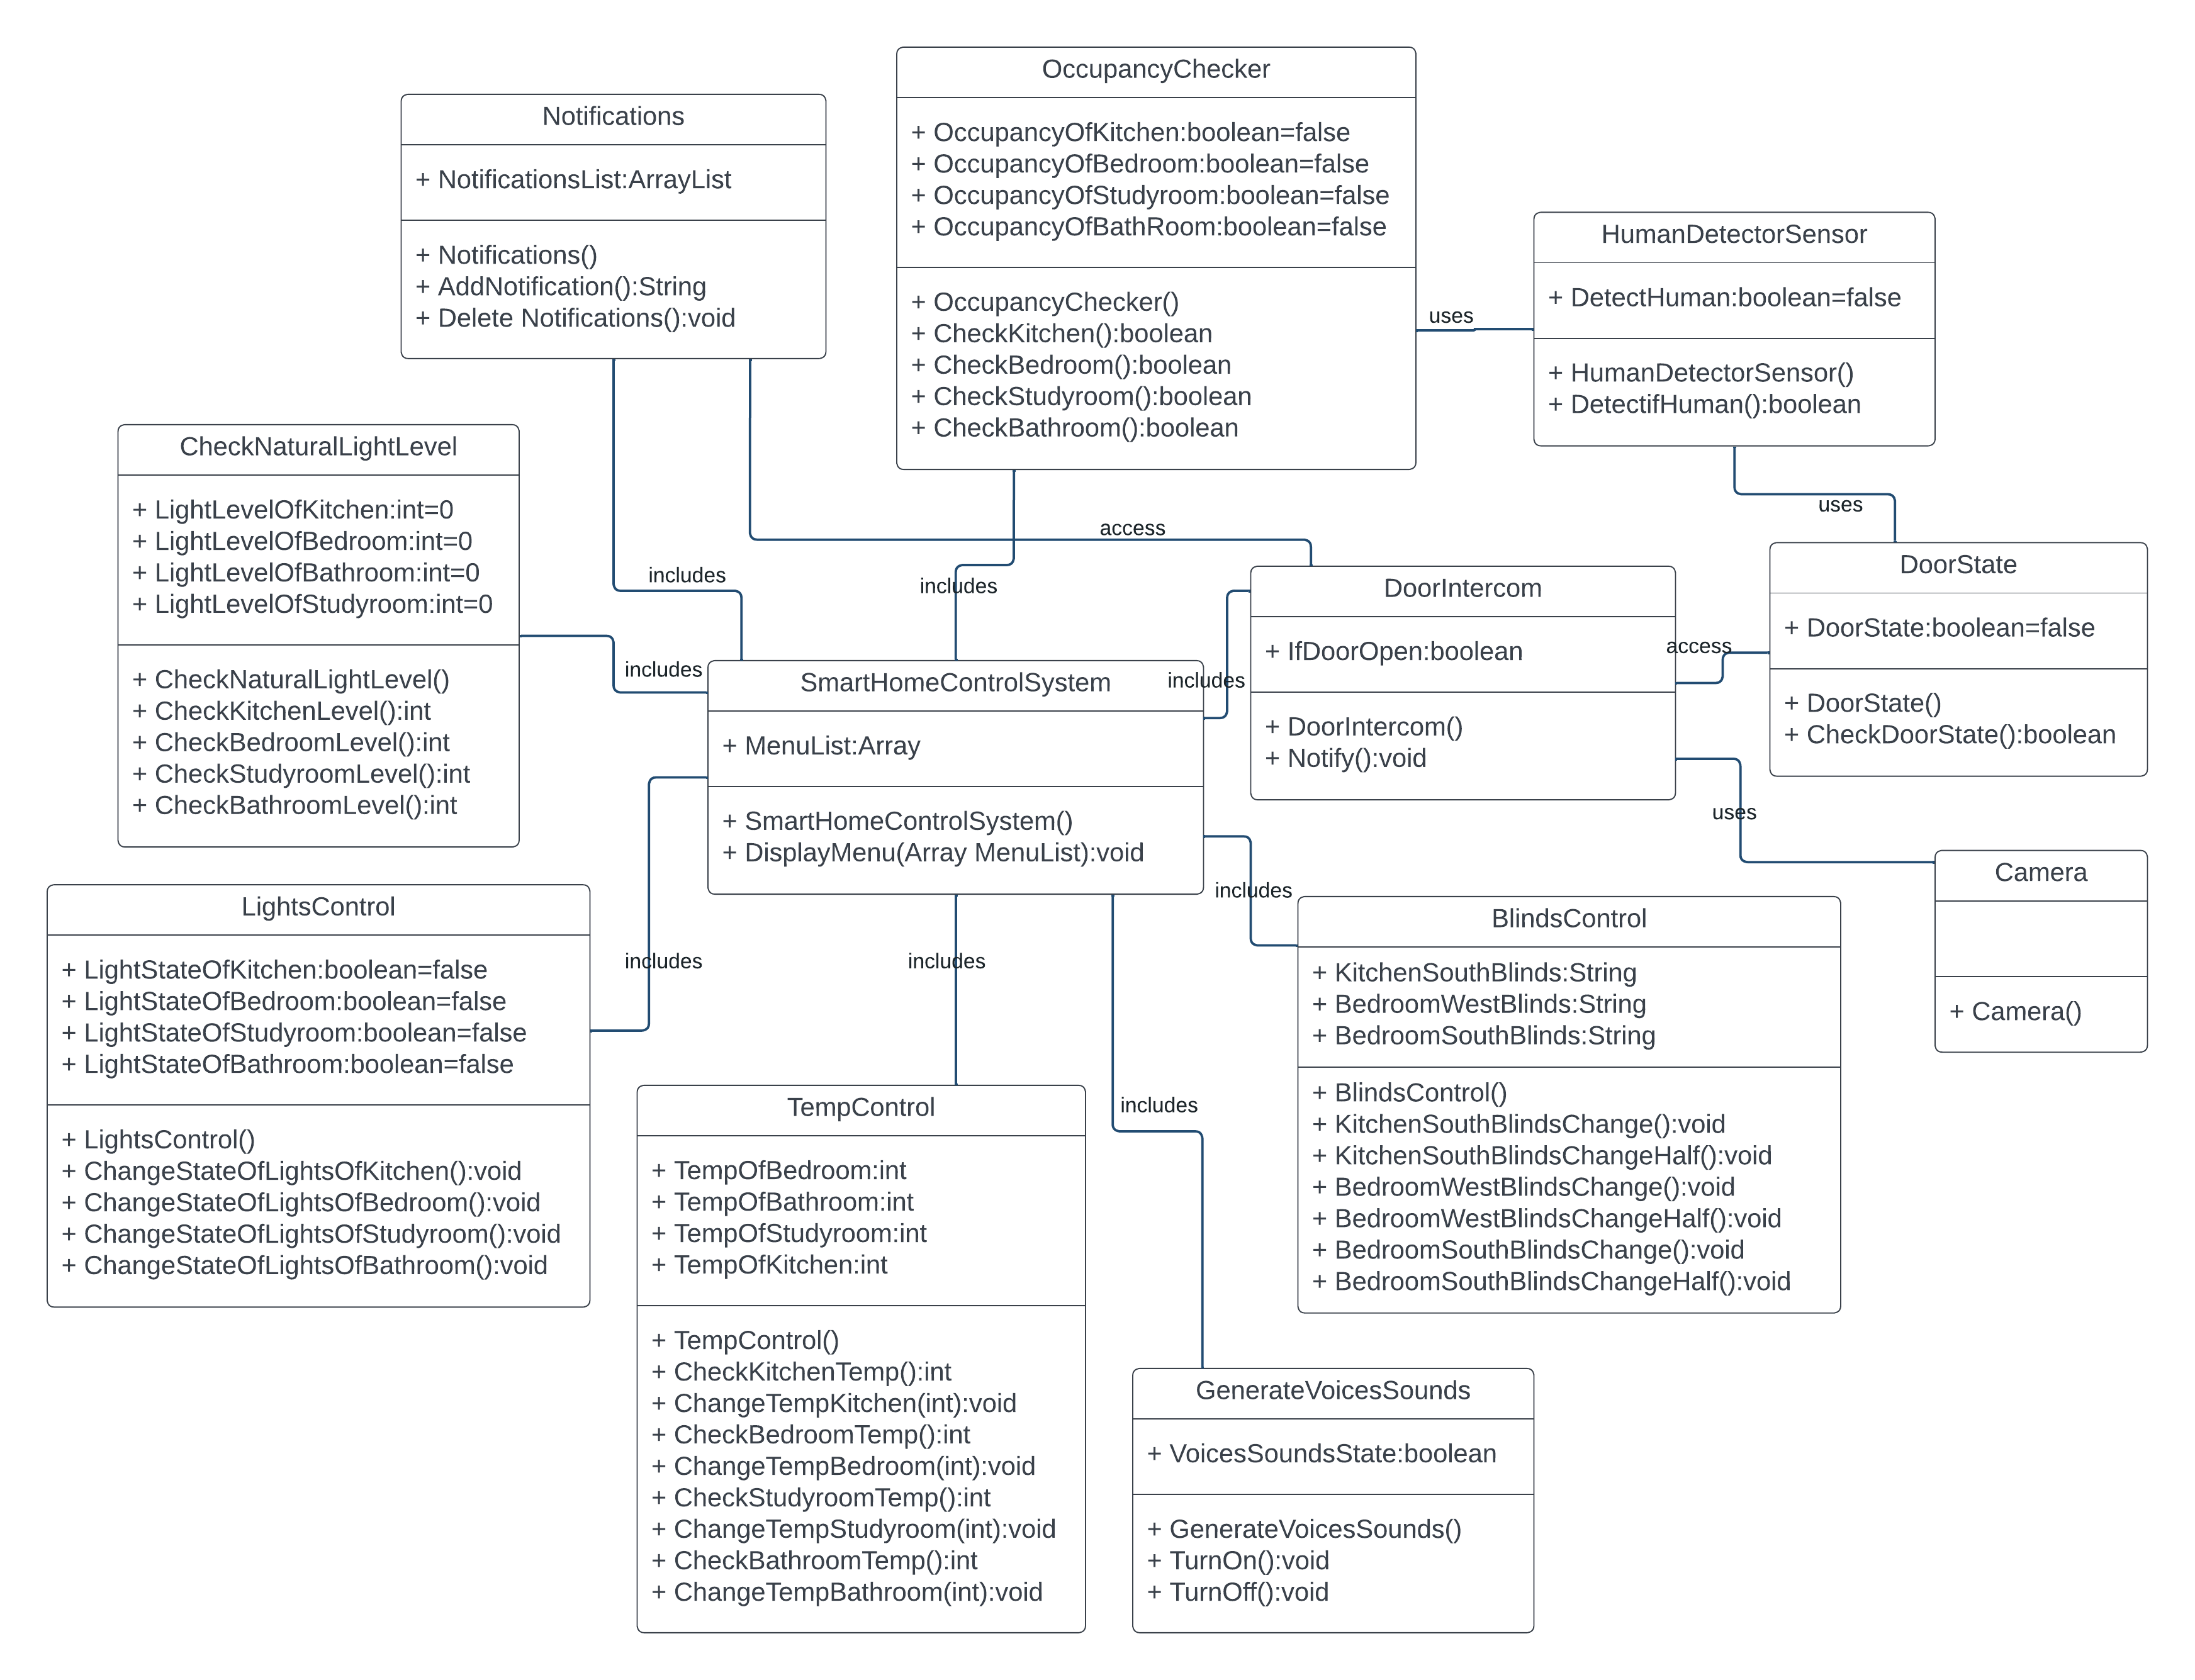 OccupancyChecker
+ OccupancyOfKitchen:boolean=false
+ OccupancyOfBedroom:boolean=false
+ OccupancyOfStudyroom:boolean=false
+ OccupancyOfBathRoom:boolean=false
+ OccupancyChecker()
+ CheckKitchen():boolean
+ CheckBedroom():boolean
+ CheckStudyroom():boolean
+ CheckBathroom():boolean
Notifications
+ NotificationsList:ArrayList
+ Notifications()
+ AddNotification():String
+ Delete Notifications():void
HumanDetectorSensor
+ DetectHuman:boolean=false
+ HumanDetectorSensor()
+ DetectifHuman():boolean
uses
uses
CheckNaturalLightLevel
+ LightLevelOfKitchen:int=0
+ LightLevelOfBedroom:int=0
+ LightLevelOfBathroom:int=0
+ LightLevelOfStudyroom:int=0
+ CheckNaturalLightLevel()
+ CheckKitchenLevel():int
+ CheckBedroomLevel():int
+ CheckStudyroomLevel():int
+ CheckBathroomLevel():int
access
includes
includes
includes
includes
access
DoorState
+ DoorState:boolean=false
+ DoorState()
+ CheckDoorState():boolean
DoorIntercom
+ IfDoorOpen:boolean
+ DoorIntercom()
+ Notify():void
SmartHomeControlSystem
+ MenuList:Array
+ SmartHomeControlSystem()
+ DisplayMenu(Array MenuList):void
uses
Camera
+ Camera()
includes
includes
includes
includes
LightsControl
+ LightStateOfKitchen:boolean=false
+ LightStateOfBedroom:boolean=false
+ LightStateOfStudyroom:boolean=false
+ LightStateOfBathroom:boolean=false
+ LightsControl()
+ ChangeStateOfLightsOfKitchen():void
+ ChangeStateOfLightsOfBedroom():void
+ ChangeStateOfLightsOfStudyroom():void
+ ChangeStateOfLightsOfBathroom():void
BlindsControl
+ KitchenSouthBlinds:String
+ BedroomWestBlinds:String
+ BedroomSouthBlinds:String
+ BlindsControl()
+ KitchenSouthBlindsChange():void
+ KitchenSouthBlindsChangeHalf():void
+ BedroomWestBlindsChange():void
+ BedroomWestBlindsChangeHalf():void
+ BedroomSouthBlindsChange():void
+ BedroomSouthBlindsChangeHalf():void
TempControl
+ TempOfBedroom:int
+ TempOfBathroom:int
+ TempOfStudyroom:int
+ TempOfKitchen:int
+ TempControl()
+ CheckKitchenTemp():int
+ ChangeTempKitchen(int):void
+ CheckBedroomTemp():int
+ ChangeTempBedroom(int):void
+ CheckStudyroomTemp():int
+ ChangeTempStudyroom(int):void
+ CheckBathroomTemp():int
+ ChangeTempBathroom(int):void
GenerateVoicesSounds
+ VoicesSoundsState:boolean
+ GenerateVoicesSounds()
+ TurnOn():void
+ TurnOff():void